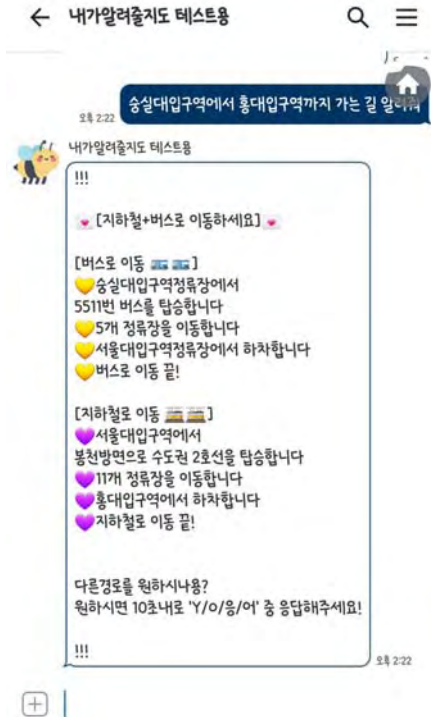 내가알려줄지도 테스트용
숭실대입구역에서 홍대입구역까지 가는 길 알려줘
오후 2:22
내가알려줄지도 테스트용
!!!
[지하철+버스로 이동하세요]
[버스로 이동 ]
숭실대입구역정류장에서
5511번 버스를 탑승합니다
5개 정류장을 이동합니다
서울대입구역정류장에서 하차합니다
버스로 이동 끝!
[지하철로 이동 ]
서울대입구역에서
봉천방면으로 수도권 2호선을 탑승합니다
11개 정류장을 이동합니다
홍대입구역에서 하차합니다
지하철로 이동 끝!
다른경로를 원하시나용?
원하시면 10초내로 'Y/ㅇ/응/어' 중 응답해주세요!
!!!
오후 2:22